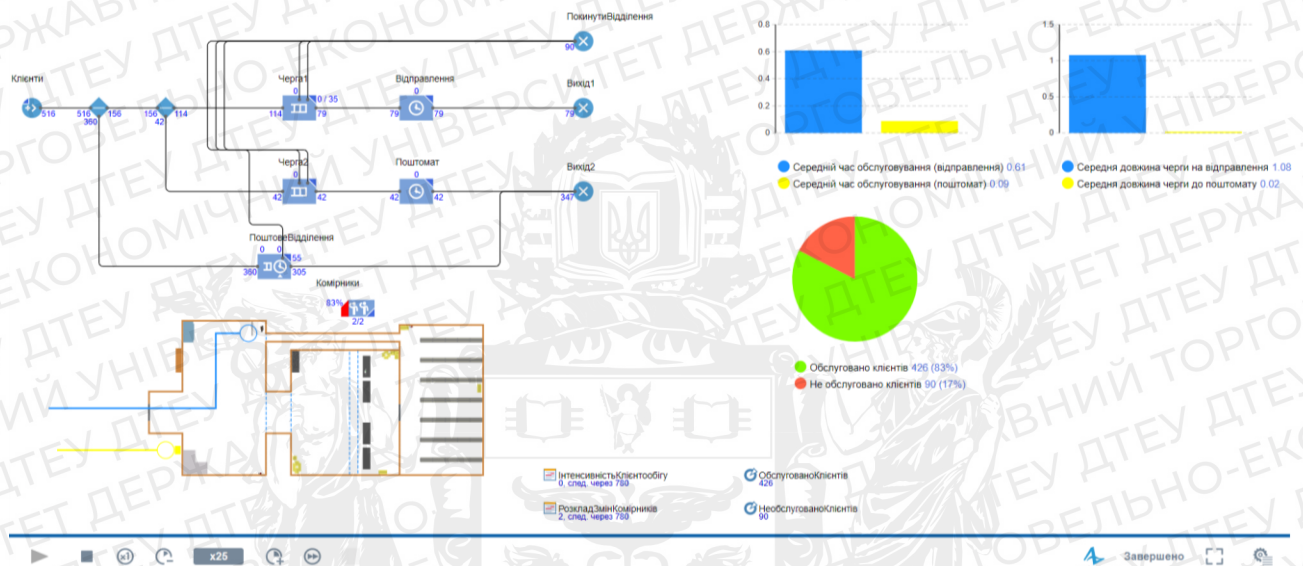 ПокинутиВідділення
90
Клієнти
516
516
360
156
156
42
114
Черга1
0
0 / 35
114
79
Відправлення
0
79
79
Вихід1
79
Черга2
0
42
42
Поштомат
0
42
42
Вихід2
347
ПоштовеВідділення
0 0
55
360
305
Комірники
83%
2/2
0.8
0.6
0.4
0.2
0
Середній час обслуговування (відправлення) 0.61
Середній час обслуговування (поштомат) 0.09
1.5
1
0.5
0
Середня довжина черги на відправлення 1.08
Середня довжина черги до поштомату 0.02
Обслуговано клієнтів 426 (83%)
Не обслуговано клієнтів 90 (17%)
ІнтенсивністьКлієнтообігу
0, след. через 780
ОбслугованоКлієнтів
426
РозкладЗмінКомірників
2, след. через 780
НеобслугованоКлієнтів
90
x1
x25
Завершено